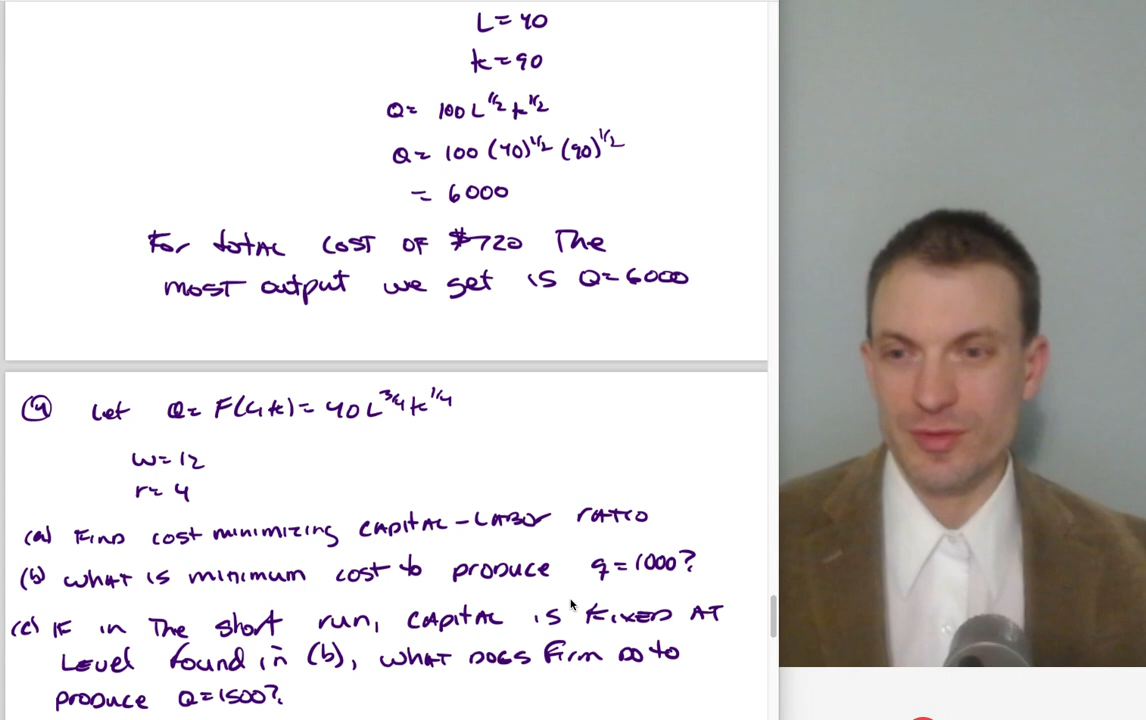 L = 40
K = 90
Q = 100 L^1/2 K^1/2
Q = 100 (40)^1/2 (90)^1/2
= 6000
For total cost of $720 The
most output we get is Q=6000
(4) Let Q = F(L,K) = 40 L^3/4 K^1/4
w = 12
r = 4
(a) Find cost minimizing capital-labor ratio
(b) What is minimum cost to produce q = 1000?
(c) If in The short run, capital is fixed at
Level found in (b), what does firm do to
produce Q = 1500?